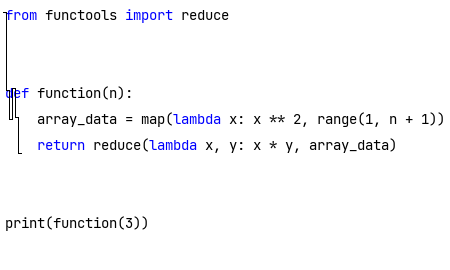 from functools import reduce
def function(n):
    array_data = map(lambda x: x ** 2, range(1, n + 1))
    return reduce(lambda x, y: x * y, array_data)
print(function(3))